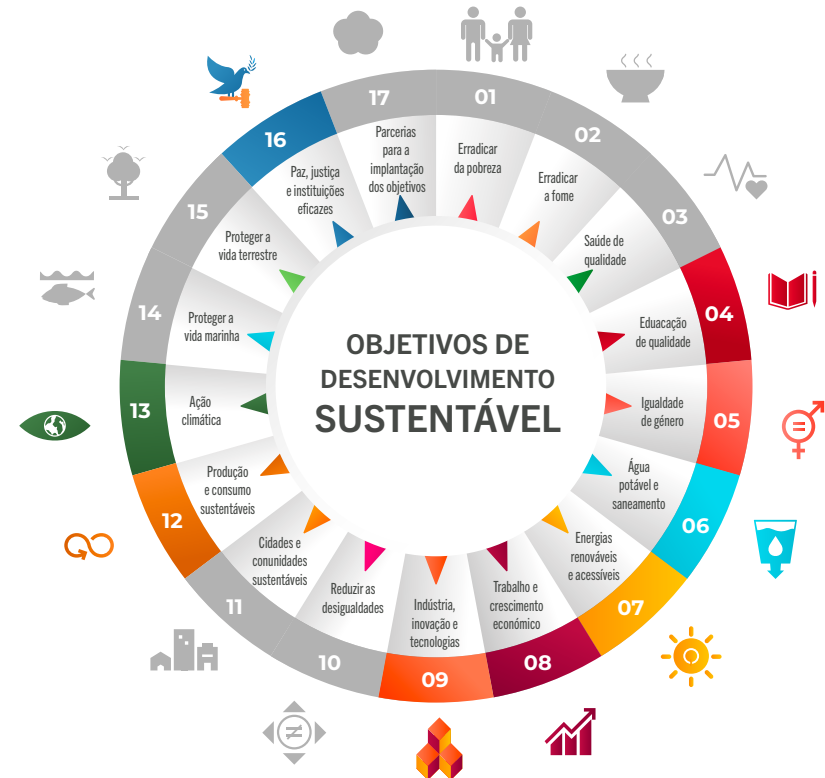 OBJETIVOS DE
DESENVOLVIMENTO
SUSTENTÁVEL
01
Erradicar
da pobreza
02
Erradicar
a fome
03
Saúde de
qualidade
04
Eduacação
de qualidade
05
Igualdade
de género
06
Água
potável e
saneamento
07
Energias
renováveis
e acessíveis
08
Trabalho e
crescimento
económico
09
Indústria,
inovação e
tecnologias
10
Reduzir as
desigualdades
11
Cidades e
conunidades
sustentáveis
12
Produção
e consumo
sustentáveis
13
Ação
climática
14
Proteger a
vida marinha
15
Proteger a
vida terrestre
16
Paz, justiça
e instituições
eficazes
17
Parcerias
para a
implantação
dos objetivos